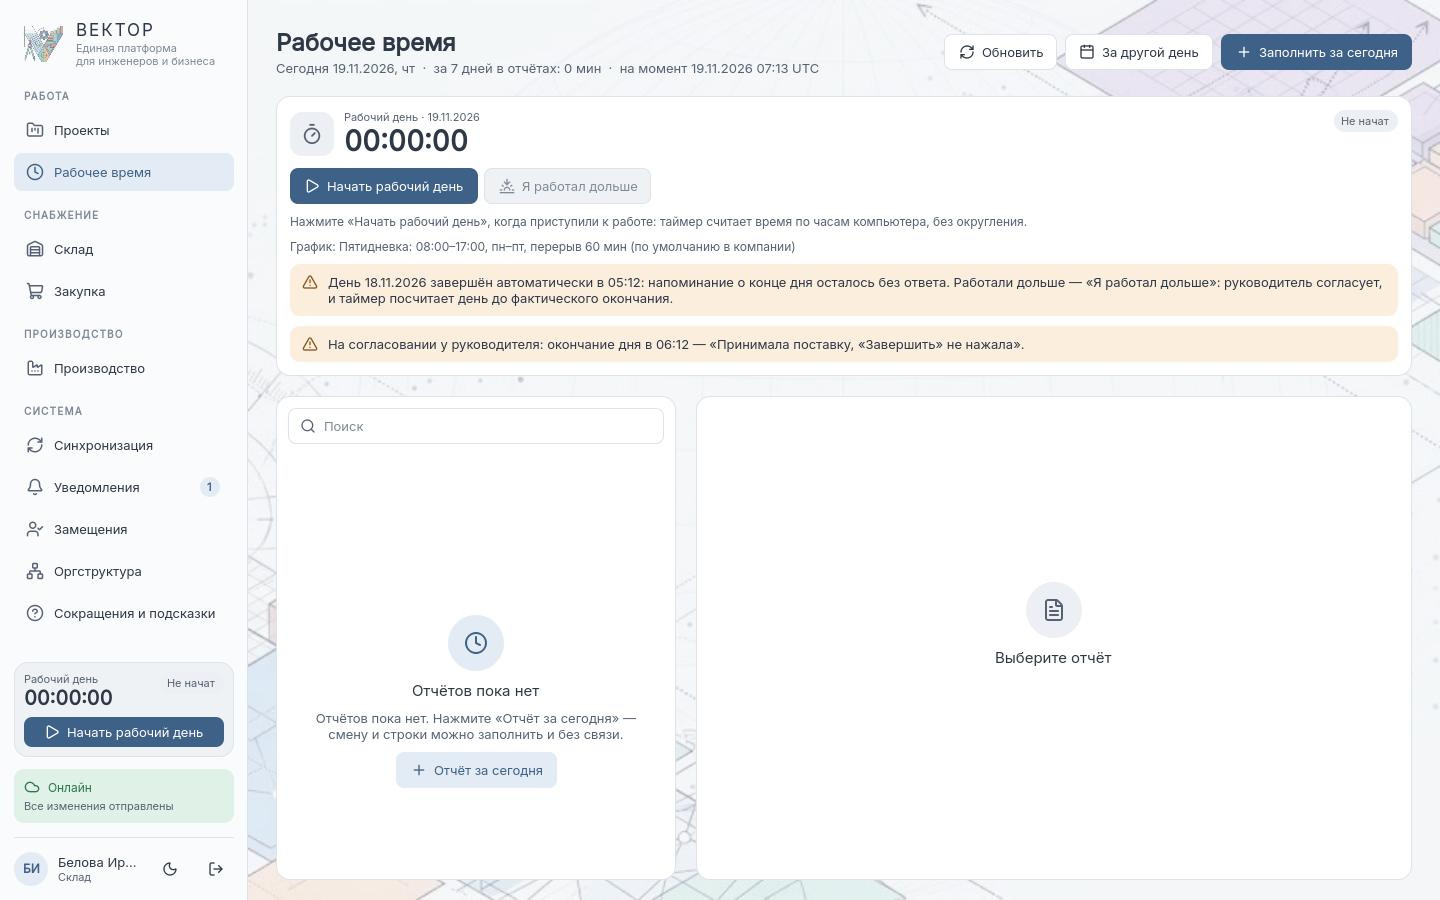 ВЕКТОР
Единая платформа
для инженеров и бизнеса
РАБОТА
Проекты
Рабочее время
СНАБЖЕНИЕ
Склад
Закупка
ПРОИЗВОДСТВО
Производство
СИСТЕМА
Синхронизация
Уведомления
1
Замещения
Оргструктура
Сокращения и подсказки
Рабочий день
Не начат
00:00:00
Начать рабочий день
Онлайн
Все изменения отправлены
БИ
Белова Ир...
Склад
Рабочее время
Сегодня 19.11.2026, чт · за 7 дней в отчётах: 0 мин · на момент 19.11.2026 07:13 UTC
Обновить
За другой день
Заполнить за сегодня
Рабочий день · 19.11.2026
00:00:00
Не начат
Начать рабочий день
Я работал дольше
Нажмите «Начать рабочий день», когда приступили к работе: таймер считает время по часам компьютера, без округления.
График: Пятидневка: 08:00–17:00, пн–пт, перерыв 60 мин (по умолчанию в компании)
День 18.11.2026 завершён автоматически в 05:12: напоминание о конце дня осталось без ответа. Работали дольше — «Я работал дольше»: руководитель согласует,
и таймер посчитает день до фактического окончания.
На согласовании у руководителя: окончание дня в 06:12 — «Принимала поставку, «Завершить» не нажала».
Поиск
Отчётов пока нет
Отчётов пока нет. Нажмите «Отчёт за сегодня» —
смену и строки можно заполнить и без связи.
Отчёт за сегодня
Выберите отчёт